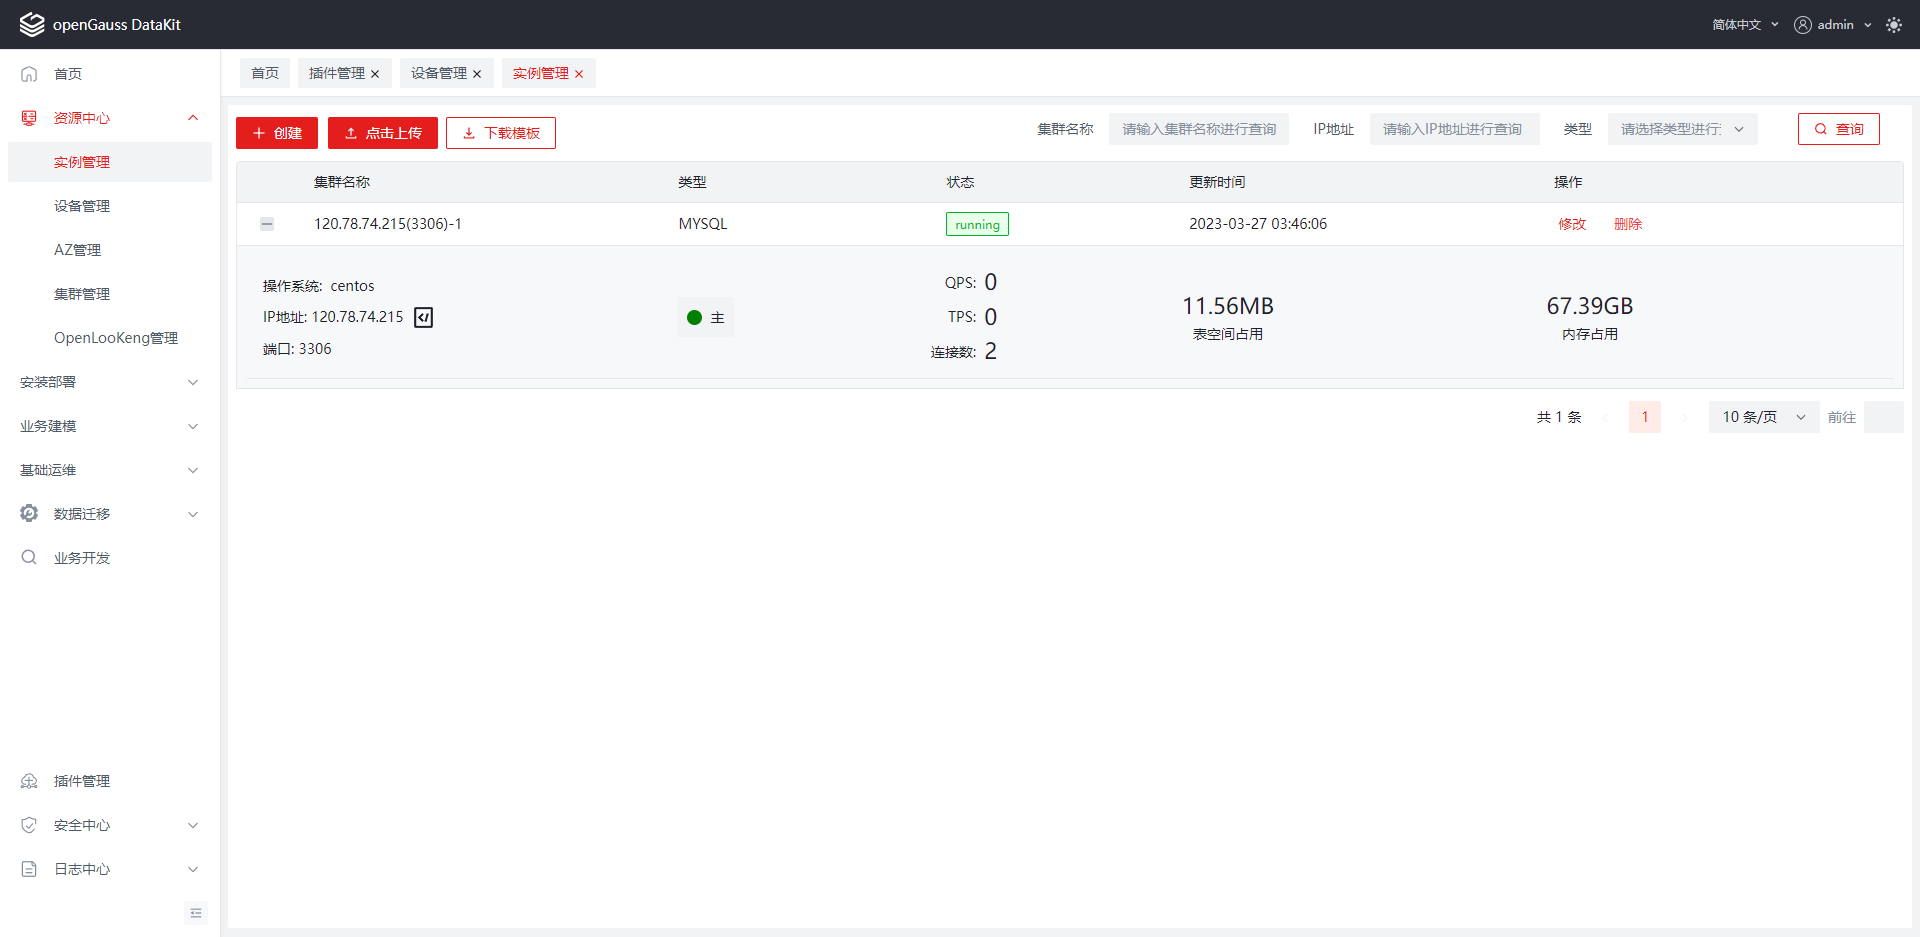 openGauss DataKit
简体中文
admin
首页
资源中心
实例管理
设备管理
AZ管理
集群管理
OpenLooKeng管理
安装部署
业务建模
基础运维
数据迁移
业务开发
插件管理
安全中心
日志中心
首页
插件管理
设备管理
实例管理
创建
点击上传
下载模板
集群名称 请输入集群名称进行查询
IP地址 请输入IP地址进行查询
类型 请选择类型进行
查询
集群名称 类型 状态 更新时间 操作
120.78.74.215(3306)-1 MYSQL running 2023-03-27 03:46:06 修改 删除
操作系统: centos
IP地址: 120.78.74.215
端口: 3306
主
QPS: 0
TPS: 0
连接数: 2
11.56MB
表空间占用
67.39GB
内存占用
共 1 条 1 10 条/页 前往